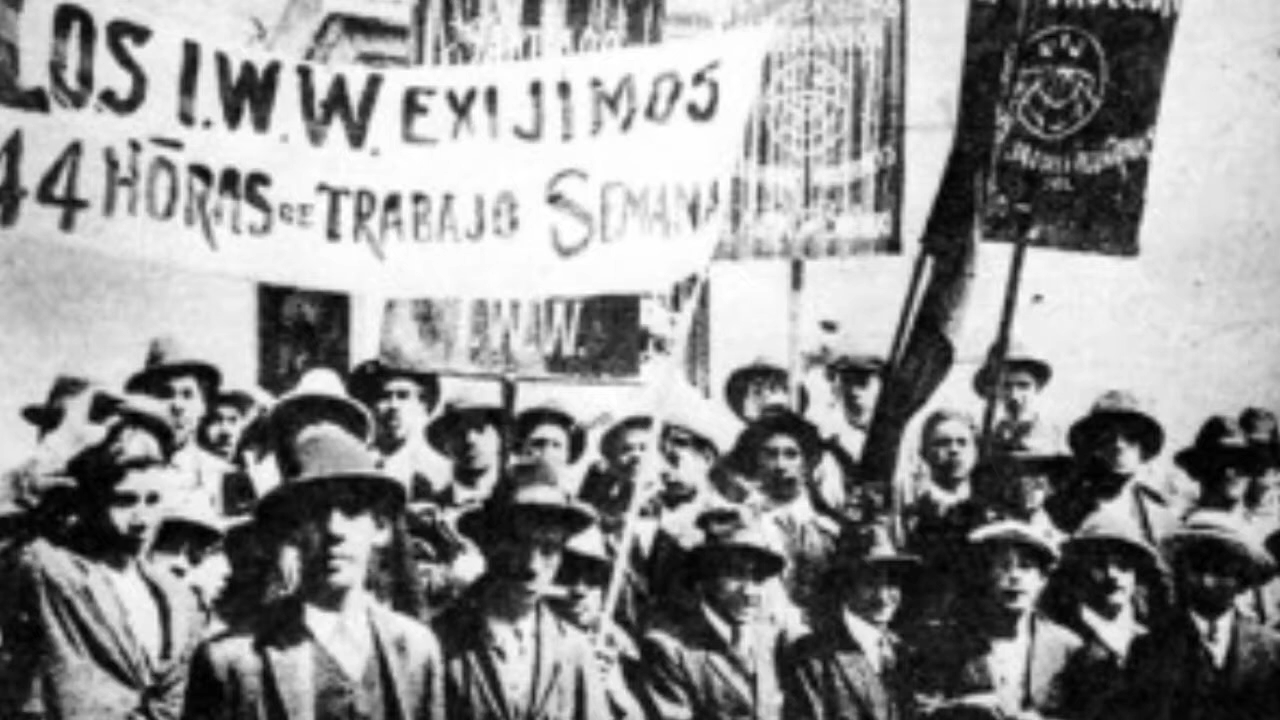 LOS I.W.W. EXIJIMOS
44 HORAS DE TRABAJO SEMANA
I.W.W.